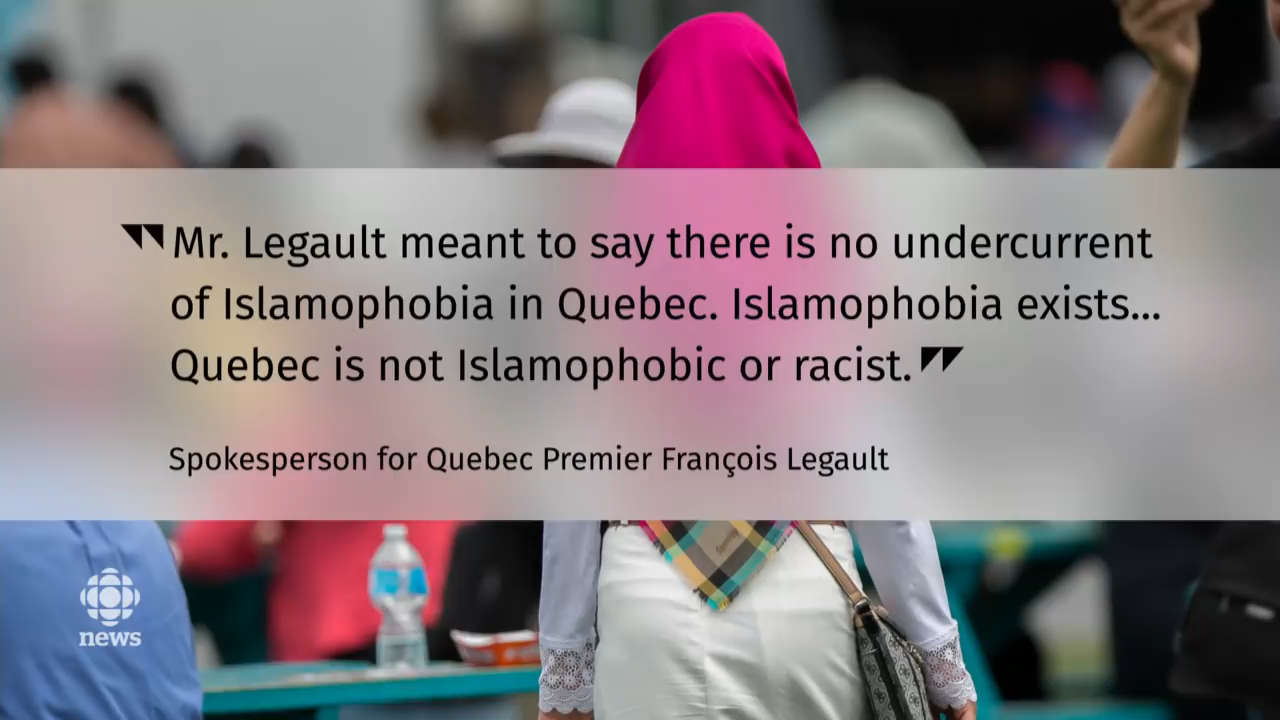 "Mr. Legault meant to say there is no undercurrent
of Islamophobia in Quebec. Islamophobia exists...
Quebec is not Islamophobic or racist."
Spokesperson for Quebec Premier François Legault
news